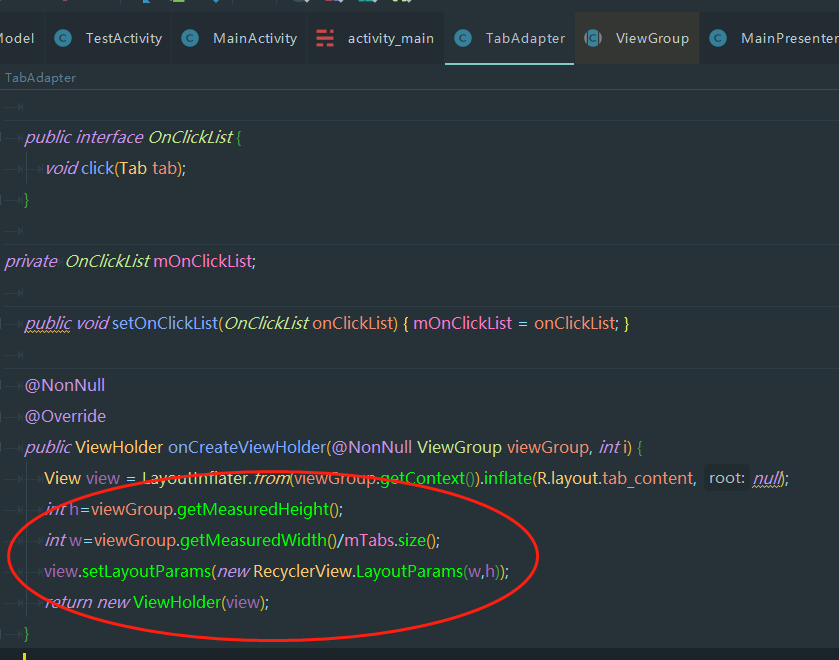 Model TestActivity MainActivity activity_main TabAdapter ViewGroup MainPresenter
TabAdapter
public interface OnClickList {
void click(Tab tab);
}
private OnClickList mOnClickList;
public void setOnClickList(OnClickList onClickList) { mOnClickList = onClickList; }
@NonNull
@Override
public ViewHolder onCreateViewHolder(@NonNull ViewGroup viewGroup, int i) {
View view = LayoutInflater.from(viewGroup.getContext()).inflate(R.layout.tab_content, root: null);
int h=viewGroup.getMeasuredHeight();
int w=viewGroup.getMeasuredWidth()/mTabs.size();
view.setLayoutParams(new RecyclerView.LayoutParams(w,h));
return new ViewHolder(view);
}